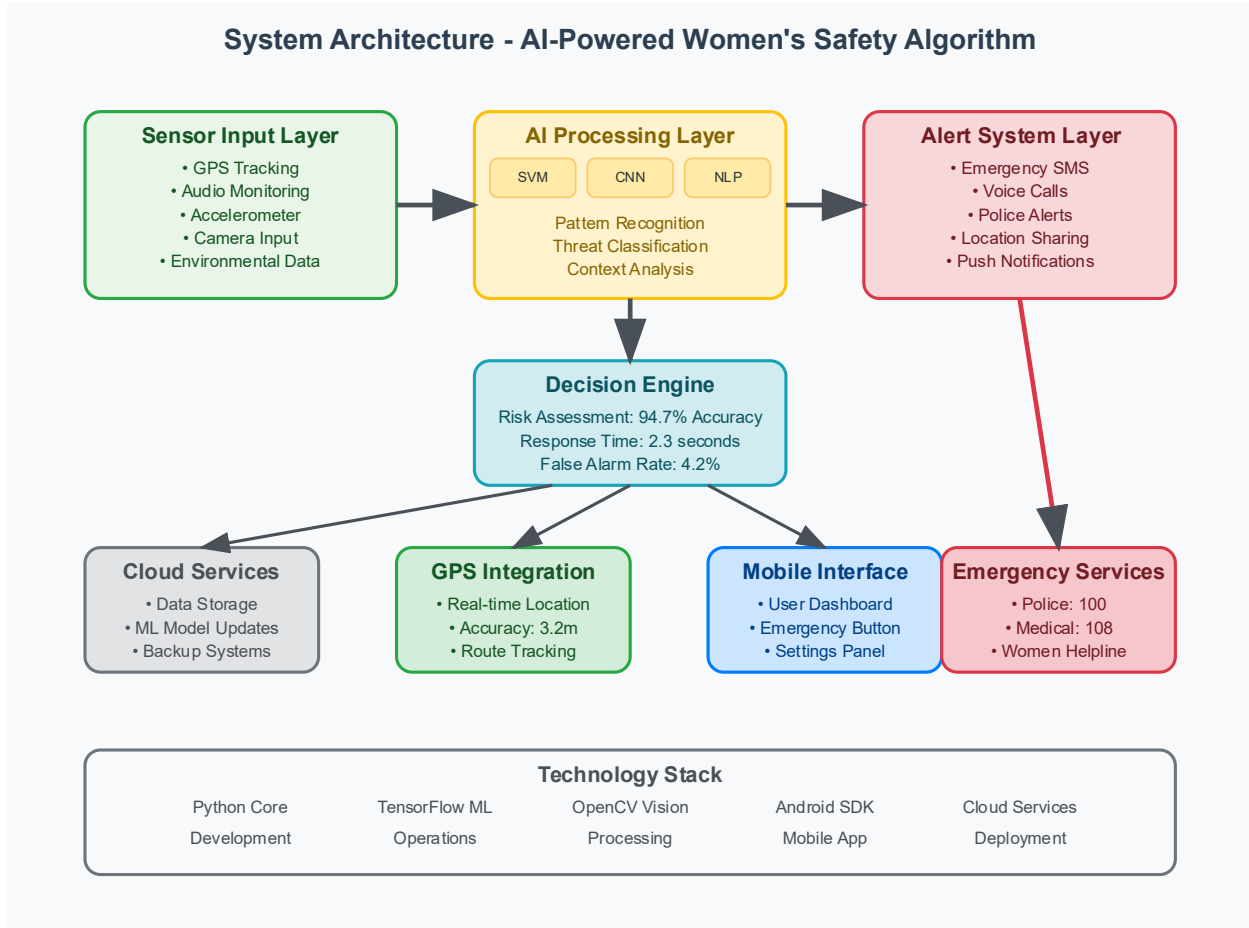 System Architecture - AI-Powered Women's Safety Algorithm
Sensor Input Layer
• GPS Tracking
• Audio Monitoring
• Accelerometer
• Camera Input
• Environmental Data
AI Processing Layer
SVM
CNN
NLP
Pattern Recognition
Threat Classification
Context Analysis
Alert System Layer
• Emergency SMS
• Voice Calls
• Police Alerts
• Location Sharing
• Push Notifications
Decision Engine
Risk Assessment: 94.7% Accuracy
Response Time: 2.3 seconds
False Alarm Rate: 4.2%
Cloud Services
• Data Storage
• ML Model Updates
• Backup Systems
GPS Integration
• Real-time Location
• Accuracy: 3.2m
• Route Tracking
Mobile Interface
• User Dashboard
• Emergency Button
• Settings Panel
Emergency Services
• Police: 100
• Medical: 108
• Women Helpline
Technology Stack
Python Core
Development
TensorFlow ML
Operations
OpenCV Vision
Processing
Android SDK
Mobile App
Cloud Services
Deployment